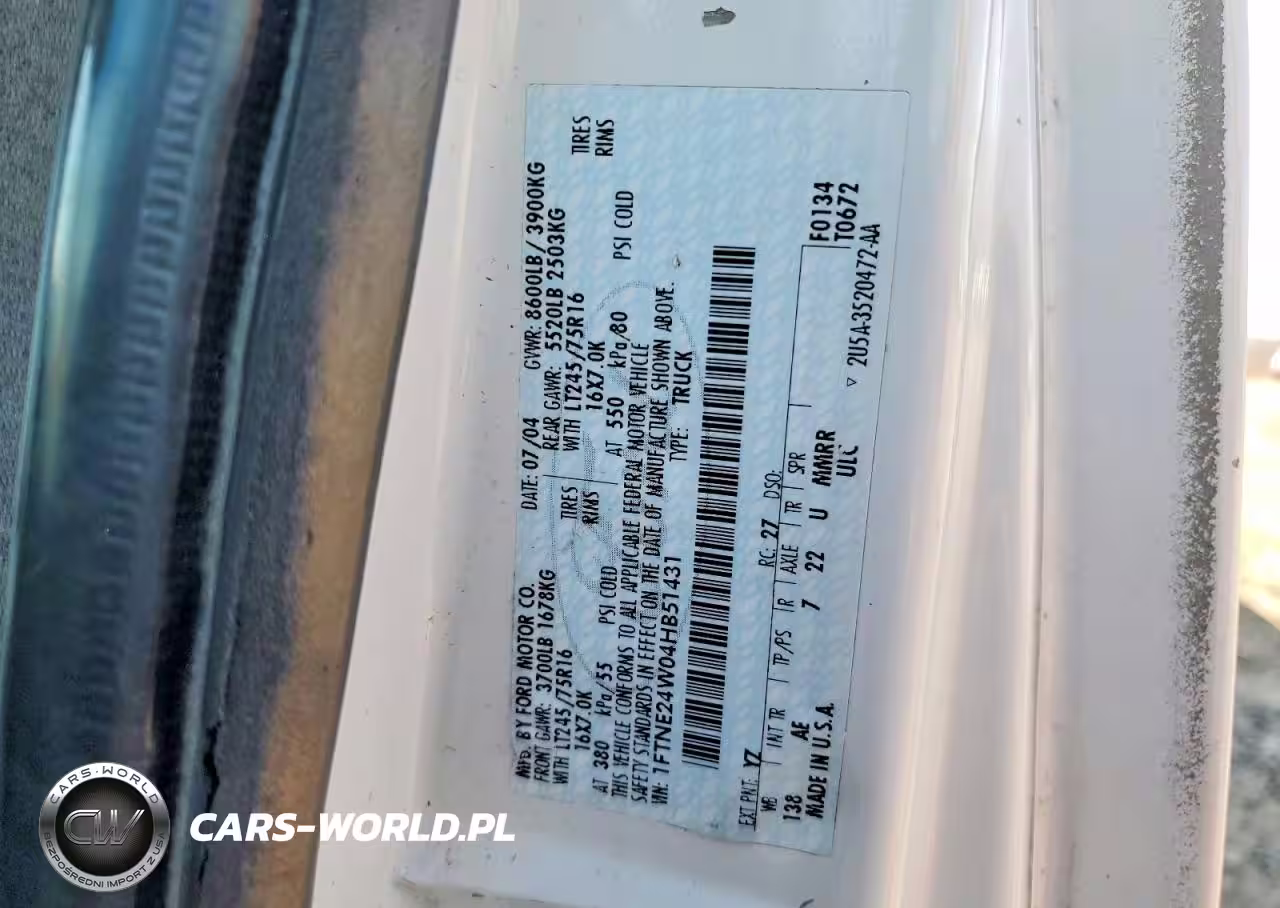 MFD. BY FORD MOTOR CO. DATE: 07/04 GVWR: 8600LB / 3900KG
FRONT GAWR: 3700LB 1678KG REAR GAWR: 5520LB 2503KG
WITH LT245/75R16 TIRES WITH LT245/75R16 TIRES
16X7.0K RIMS 16X7.0K RIMS
AT 380 kPa/55 PSI COLD AT 550 kPa/80 PSI COLD
THIS VEHICLE CONFORMS TO ALL APPLICABLE FEDERAL MOTOR VEHICLE
SAFETY STANDARDS IN EFFECT ON THE DATE OF MANUFACTURE SHOWN ABOVE.
VIN: 1FTNE24W04HB51431 TYPE: TRUCK
EXT PNT: YZ RC: 27 DSO:
WB INT TR TP/PS R AXLE TR SPR
138 AE 7 22 U MMRR F0134
MADE IN U.S.A. ULC T0672
▽ 2U5A-3520472-AA
CARS-WORLD
CW
BEZPOŚREDNI IMPORT Z USA
CARS-WORLD.PL